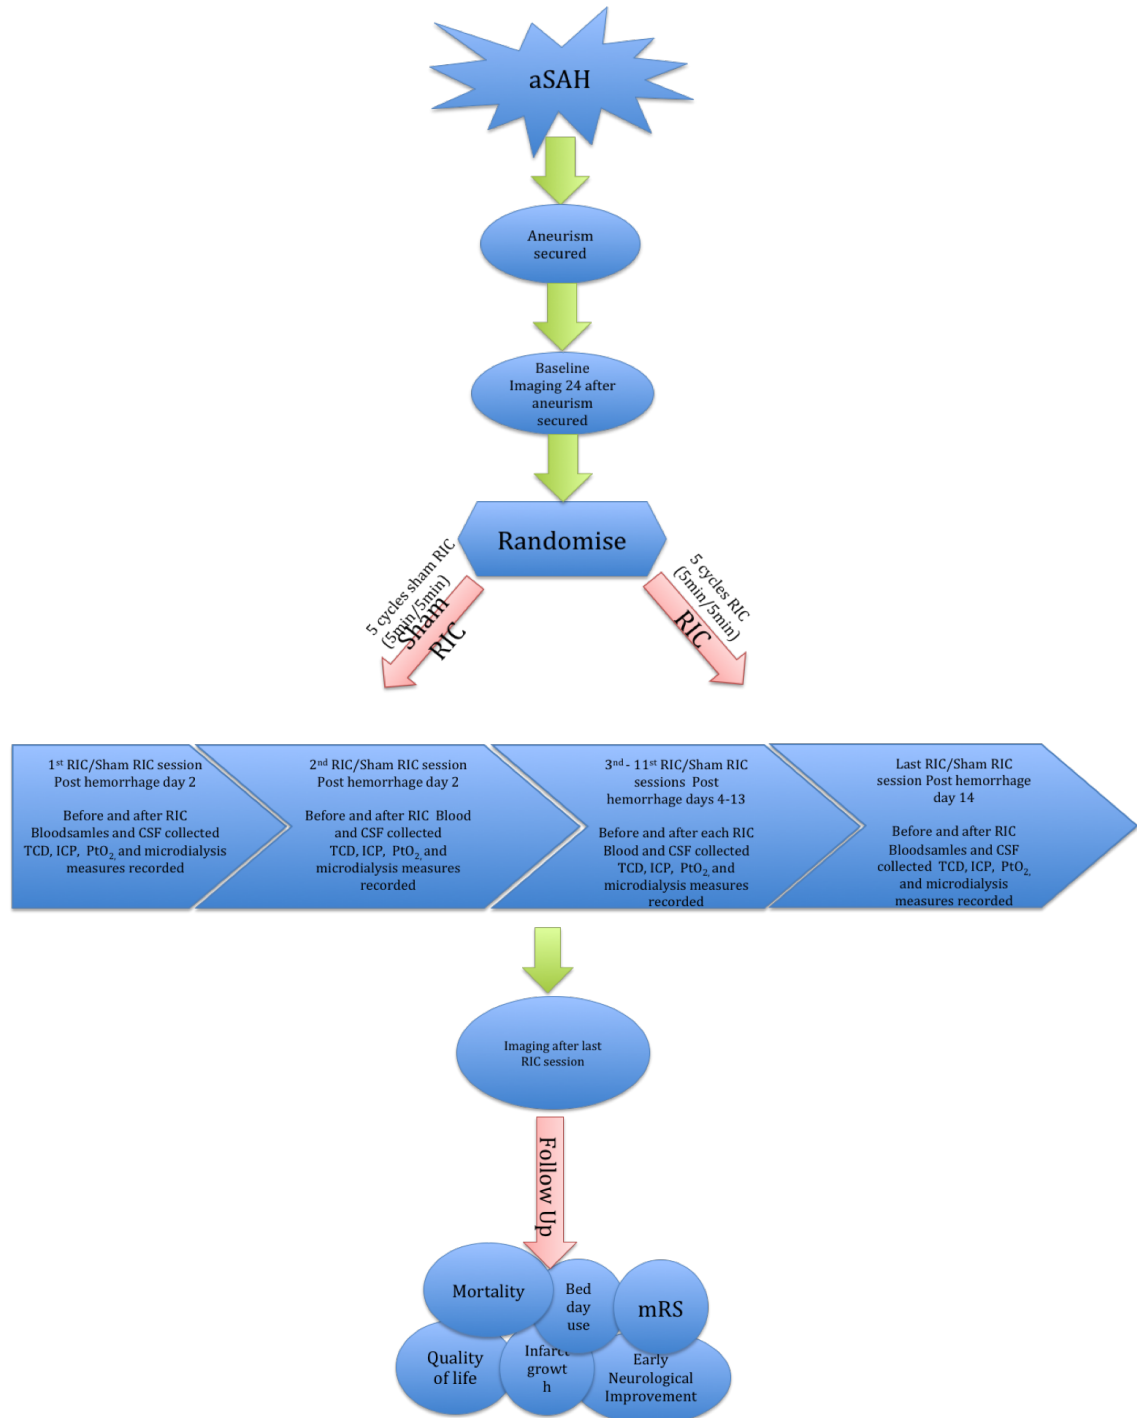 aSAH
Aneurism
secured
Baseline
Imaging 24 after
aneurism
secured
Randomise
5 cycles sham RIC
(5min/5min)
Sham
RIC
5 cycles RIC
(5min/5min)
RIC
1st RIC/Sham RIC session
Post hemorrhage day 2
Before and after RIC
Bloodsamles and CSF collected
TCD, ICP, PtO2, and microdialysis
measures recorded
2nd RIC/Sham RIC session
Post hemorrhage day 2
Before and after RIC Blood
and CSF collected
TCD, ICP, PtO2, and
microdialysis measures
recorded
3nd - 11st RIC/Sham RIC
sessions Post
hemorrhage days 4-13
Before and after each RIC
Blood and CSF collected
TCD, ICP, PtO2, and
microdialysis measures
recorded
Last RIC/Sham RIC
session Post hemorrhage
day 14
Before and after RIC
Bloodsamles and CSF
collected TCD, ICP, PtO2,
and microdialysis
measures recorded
Imaging after last
RIC session
Follow Up
Mortality
Bed
day
use
mRS
Quality
of life
Infarct
growt
h
Early
Neurological
Improvement